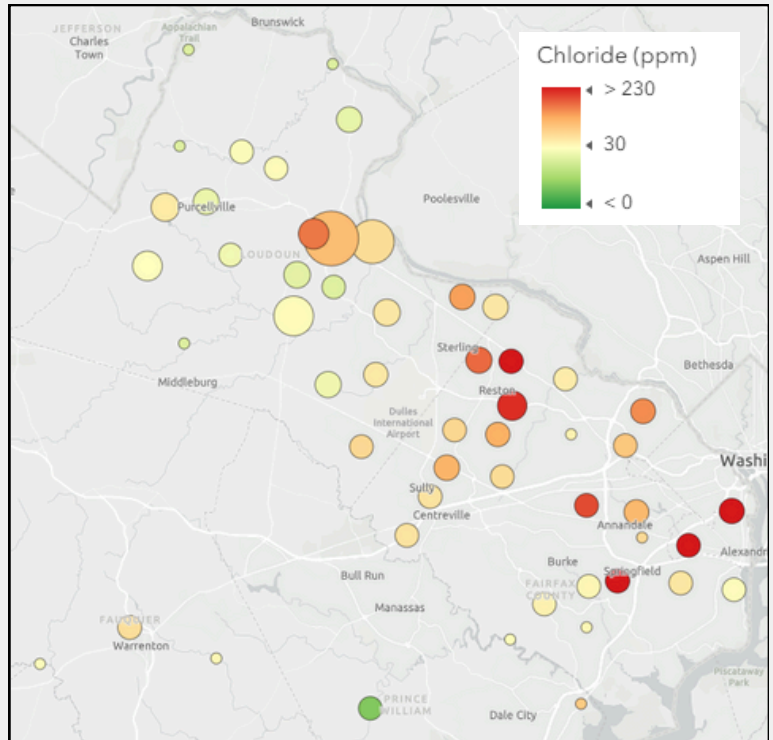 JEFFERSON
Charles
Town
Appalachian
Trail
Brunswick
Chloride (ppm)
> 230
30
< 0
Poolesville
Purcellville
LOUDOUN
Aspen Hill
Sterling
Middleburg
Reston
Bethesda
Dulles
International
Airport
Washi
Sully
Centreville
Annandale
Alexandr
Burke
Springfield
Bull Run
FAIRFAX
COUNTY
Manassas
FAUQUIER
Warrenton
Piscataway
Park
PRINCE
WILLIAM
Dale City